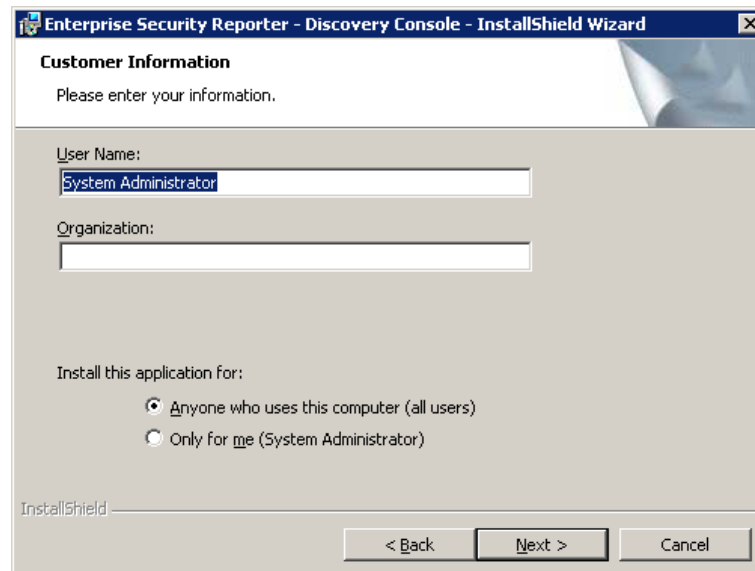 Enterprise Security Reporter - Discovery Console - InstallShield Wizard
Customer Information
Please enter your information.
User Name:
System Administrator
Organization:
Install this application for:
Anyone who uses this computer (all users)
Only for me (System Administrator)
InstallShield
< Back Next > Cancel